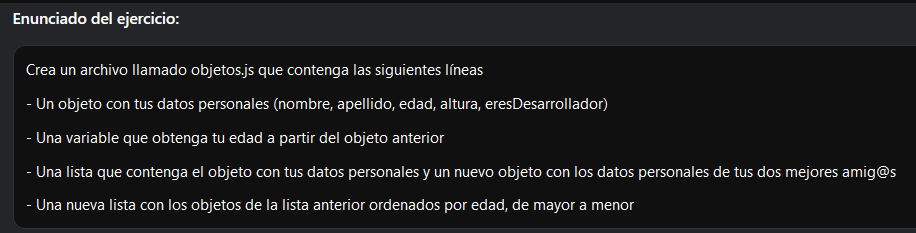 Enunciado del ejercicio:
Crea un archivo llamado objetos.js que contenga las siguientes líneas
- Un objeto con tus datos personales (nombre, apellido, edad, altura, eresDesarrollador)
- Una variable que obtenga tu edad a partir del objeto anterior
- Una lista que contenga el objeto con tus datos personales y un nuevo objeto con los datos personales de tus dos mejores amig@s
- Una nueva lista con los objetos de la lista anterior ordenados por edad, de mayor a menor